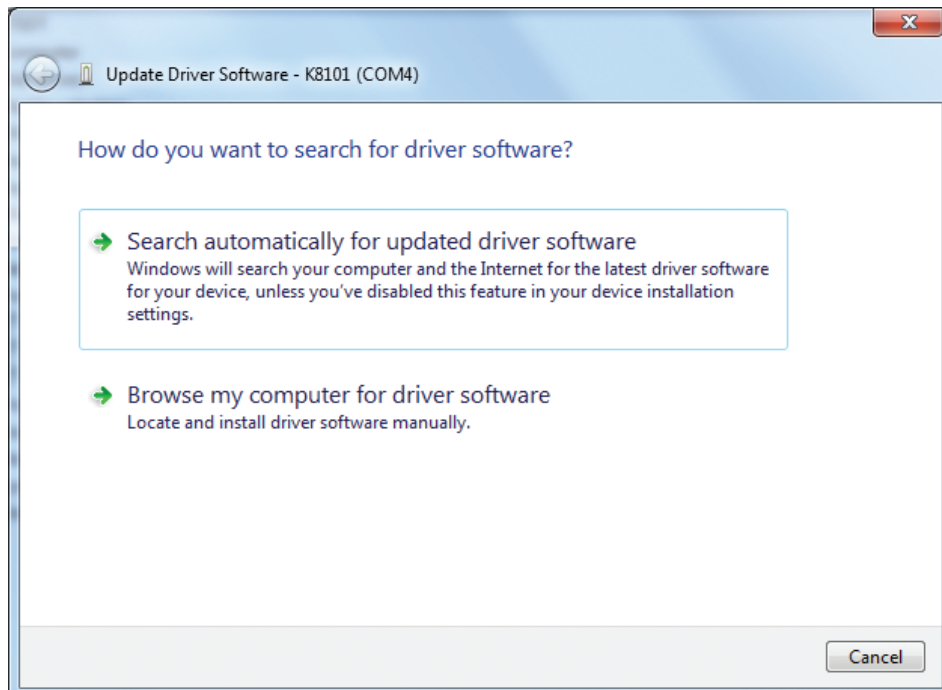 Update Driver Software - K8101 (COM4)
How do you want to search for driver software?
Search automatically for updated driver software
Windows will search your computer and the Internet for the latest driver software
for your device, unless you've disabled this feature in your device installation
settings.
Browse my computer for driver software
Locate and install driver software manually.
Cancel